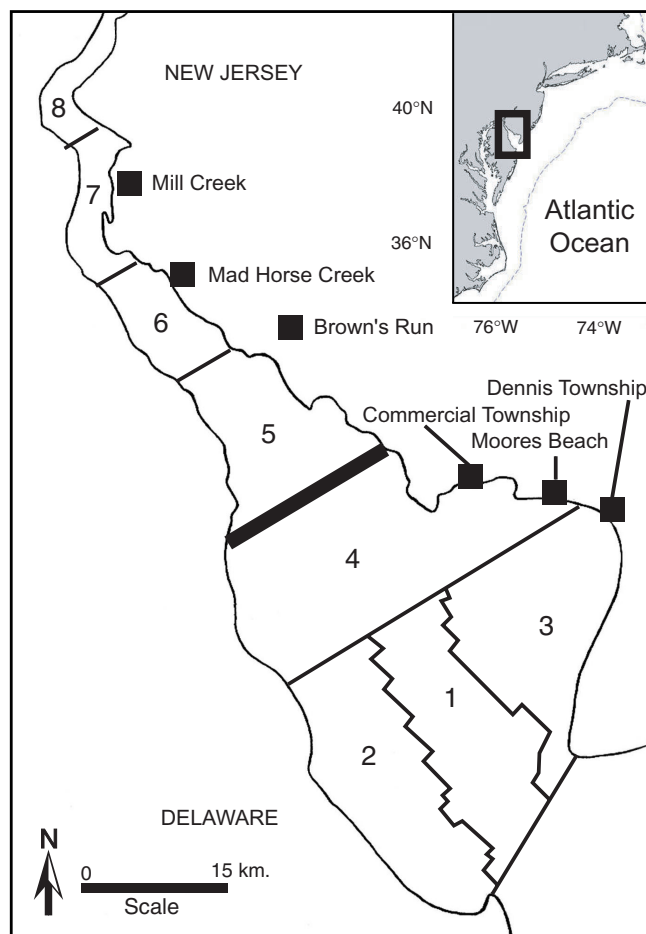 NEW JERSEY
40°N
8
7
Mill Creek
Atlantic
Ocean
36°N
Mad Horse Creek
6
Brown's Run
76°W
74°W
Dennis Township
Commercial Township
Moores Beach
5
4
3
1
2
DELAWARE
N
0
15 km.
Scale